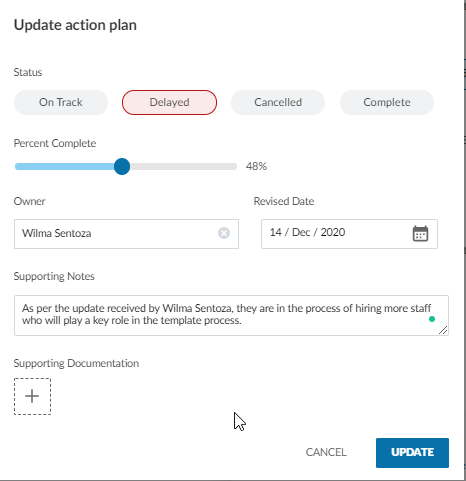 Update action plan
Status
On Track Delayed Cancelled Complete
Percent Complete
48%
Owner Revised Date
Wilma Sentoza 14 / Dec / 2020
Supporting Notes
As per the update received by Wilma Sentoza, they are in the process of hiring more staff
who will play a key role in the template process.
Supporting Documentation
+
CANCEL UPDATE